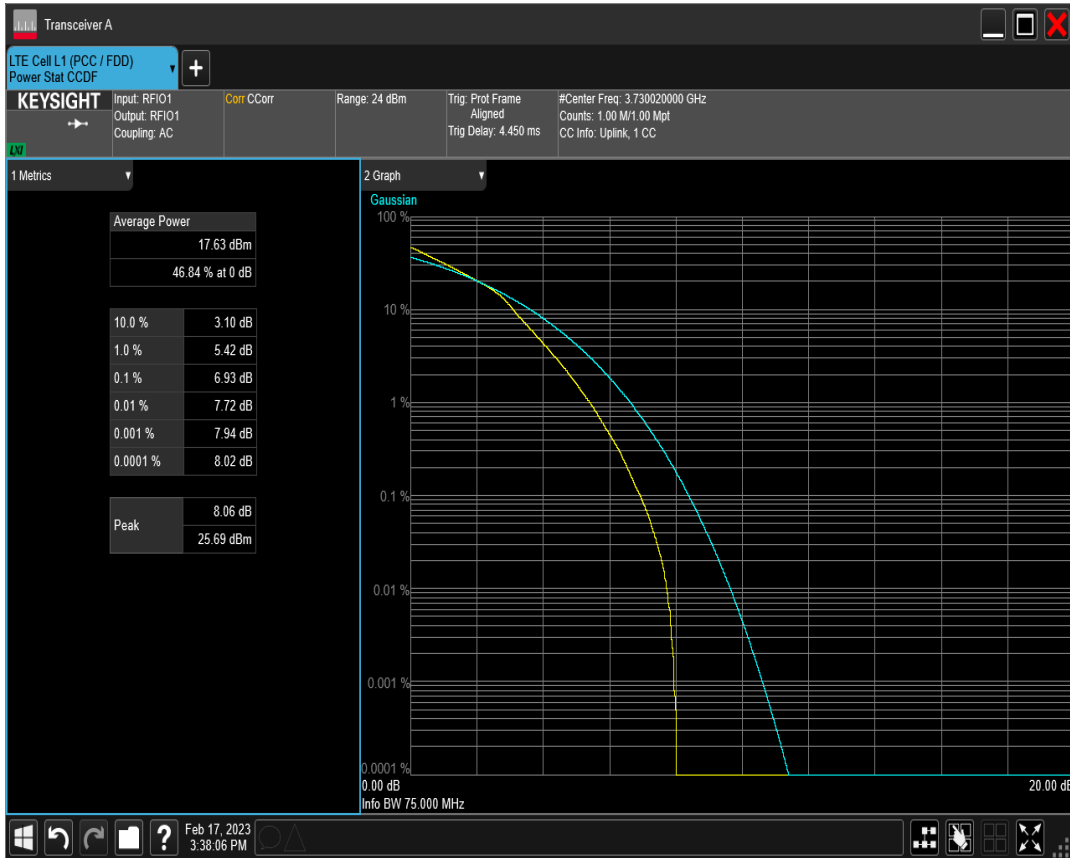 Transceiver A
LTE Cell L1 (PCC / FDD)
Power Stat CCDF
+
KEYSIGHT
LXI
Input: RFIO1
Output: RFIO1
Coupling: AC
Corr CCorr
Range: 24 dBm
Trig: Prot Frame
Aligned
Trig Delay: 4.450 ms
#Center Freq: 3.730020000 GHz
Counts: 1.00 M/1.00 Mpt
CC Info: Uplink, 1 CC
1 Metrics
Average Power
17.63 dBm
46.84 % at 0 dB
10.0 % 3.10 dB
1.0 % 5.42 dB
0.1 % 6.93 dB
0.01 % 7.72 dB
0.001 % 7.94 dB
0.0001 % 8.02 dB
Peak
8.06 dB
25.69 dBm
2 Graph
Gaussian
100 %
10 %
1 %
0.1 %
0.01 %
0.001 %
0.0001 %
0.00 dB 20.00 dB
Info BW 75.000 MHz
?
Feb 17, 2023
3:38:06 PM